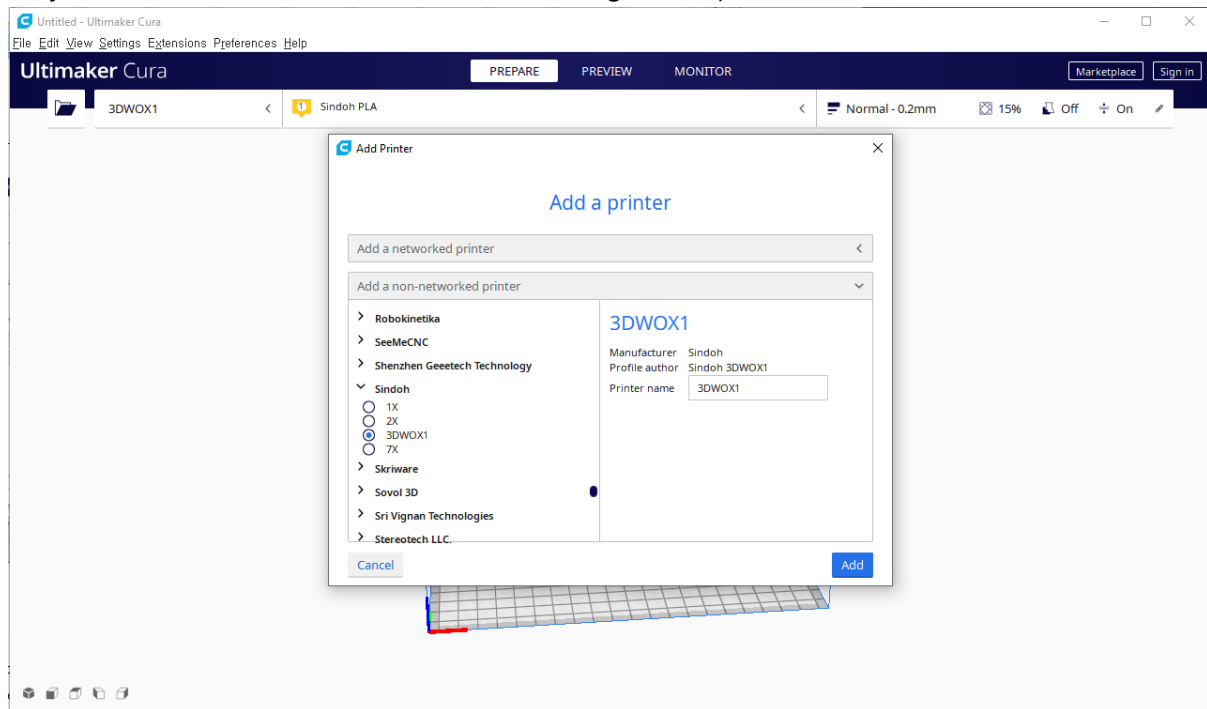 Untitled - Ultimaker Cura
File Edit View Settings Extensions Preferences Help
Ultimaker Cura
PREPARE PREVIEW MONITOR
Marketplace Sign in
3DWOX1
1 Sindoh PLA
Normal - 0.2mm 15% Off On
Add Printer
Add a printer
Add a networked printer
Add a non-networked printer
Robokinetika
SeeMeCNC
Shenzhen Geeetech Technology
Sindoh
1X
2X
3DWOX1
7X
Skriware
Sovol 3D
Sri Vignan Technologies
Stereotech LLC.
3DWOX1
Manufacturer Sindoh
Profile author Sindoh 3DWOX1
Printer name 3DWOX1
Cancel Add